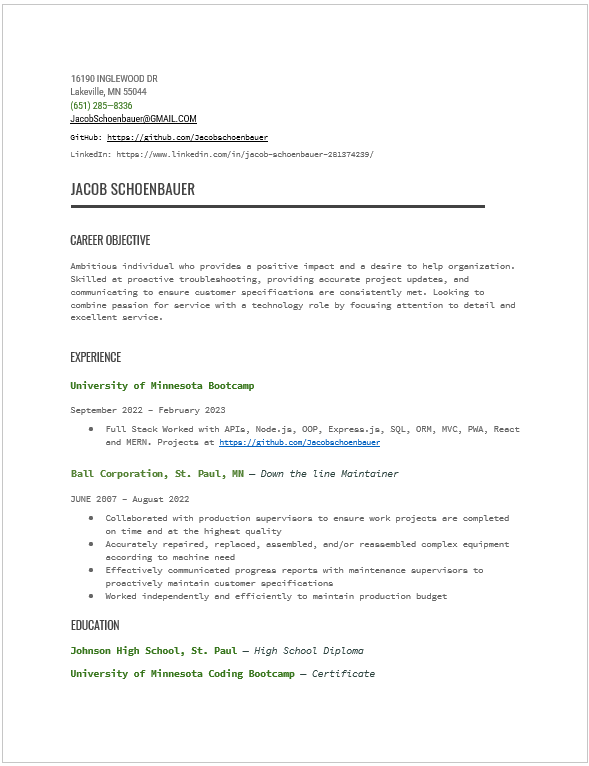 16190 INGLEWOOD DR
Lakeville, MN 55044
(651) 285—8336
JacobSchoenbauer@GMAIL.COM
GitHub: https://github.com/Jacobschoenbauer
LinkedIn: https://www.linkedin.com/in/jacob-schoenbauer-281374239/
JACOB SCHOENBAUER
CAREER OBJECTIVE
Ambitious individual who provides a positive impact and a desire to help organization.
Skilled at proactive troubleshooting, providing accurate project updates, and
communicating to ensure customer specifications are consistently met. Looking to
combine passion for service with a technology role by focusing attention to detail and
excellent service.
EXPERIENCE
University of Minnesota Bootcamp
September 2022 – February 2023
● Full Stack Worked with APIs, Node.js, OOP, Express.js, SQL, ORM, MVC, PWA, React
and MERN. Projects at https://github.com/Jacobschoenbauer
Ball Corporation, St. Paul, MN — Down the line Maintainer
JUNE 2007 – August 2022
● Collaborated with production supervisors to ensure work projects are completed
on time and at the highest quality
● Accurately repaired, replaced, assembled, and/or reassembled complex equipment
according to machine need
● Effectively communicated progress reports with maintenance supervisors to
proactively maintain customer specifications
● Worked independently and efficiently to maintain production budget
EDUCATION
Johnson High School, St. Paul — High School Diploma
University of Minnesota Coding Bootcamp — Certificate